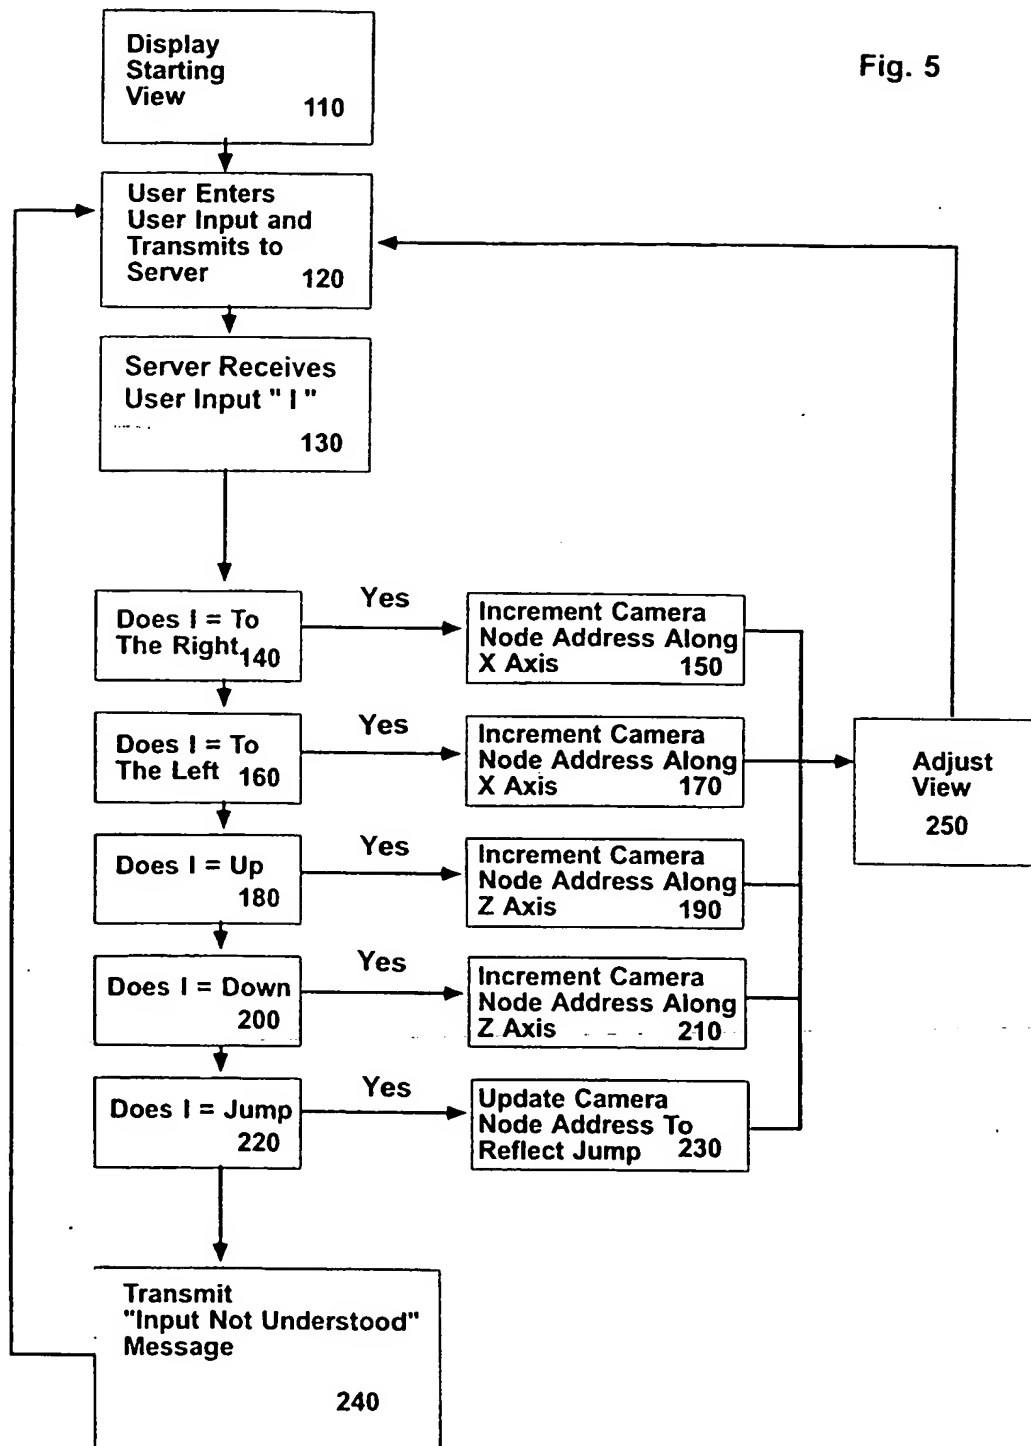 Fig. 5
Display
Starting
View
110
User Enters
User Input and
Transmits to
Server
120
Server Receives
User Input " I "
130
Does I = To
The Right
140
Yes
Increment Camera
Node Address Along
X Axis
150
Does I = To
The Left
160
Yes
Increment Camera
Node Address Along
X Axis
170
Adjust
View
250
Does I = Up
180
Yes
Increment Camera
Node Address Along
Z Axis
190
Does I = Down
200
Yes
Increment Camera
Node Address Along
Z Axis
210
Does I = Jump
220
Yes
Update Camera
Node Address To
Reflect Jump
230
Transmit
"Input Not Understood"
Message
240